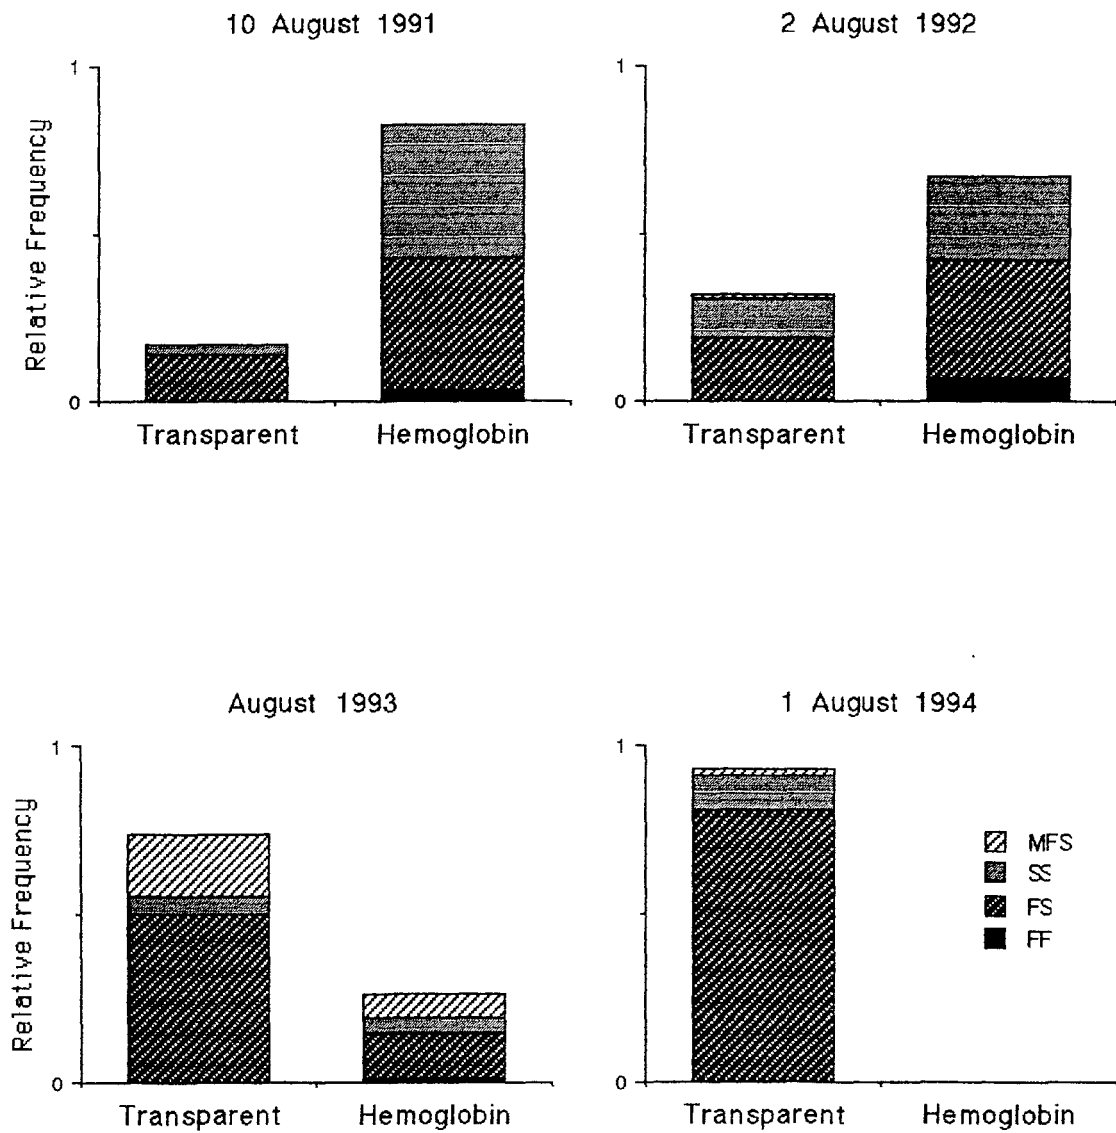 10 August 1991
2 August 1992
1
1
Relative Frequency
0
0
Transparent
Hemoglobin
Transparent
Hemoglobin
August 1993
1 August 1994
1
1
Relative Frequency
MFS
SS
FS
FF
0
0
Transparent
Hemoglobin
Transparent
Hemoglobin